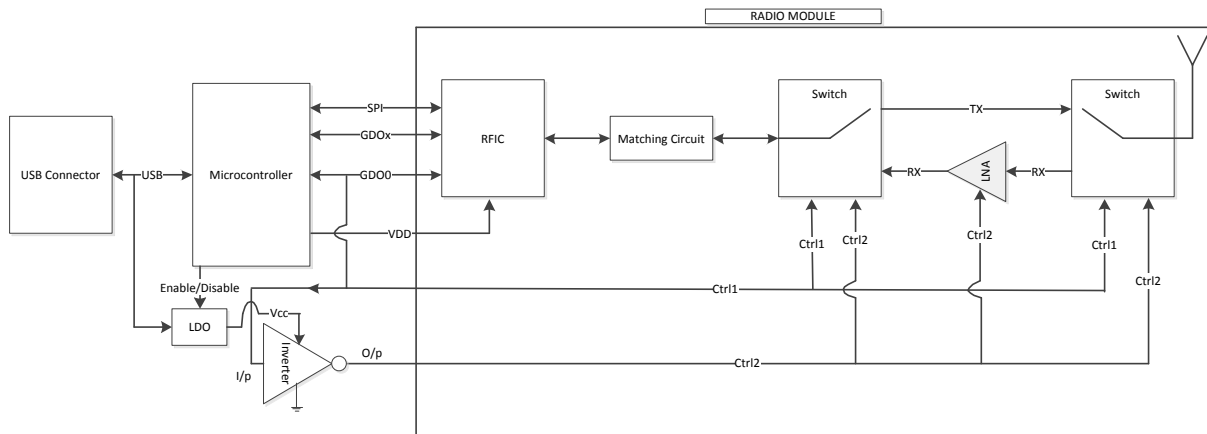 RADIO MODULE
Switch
Switch
SPI
TX
GDOx
RFIC
Matching Circuit
USB Connector
USB
Microcontroller
GDO0
RX
LNA
RX
VDD
Ctrl1
Ctrl2
Ctrl2
Ctrl1
Ctrl2
Enable/Disable
Ctrl1
LDO
Vcc
Inverter
O/p
I/p
Ctrl2